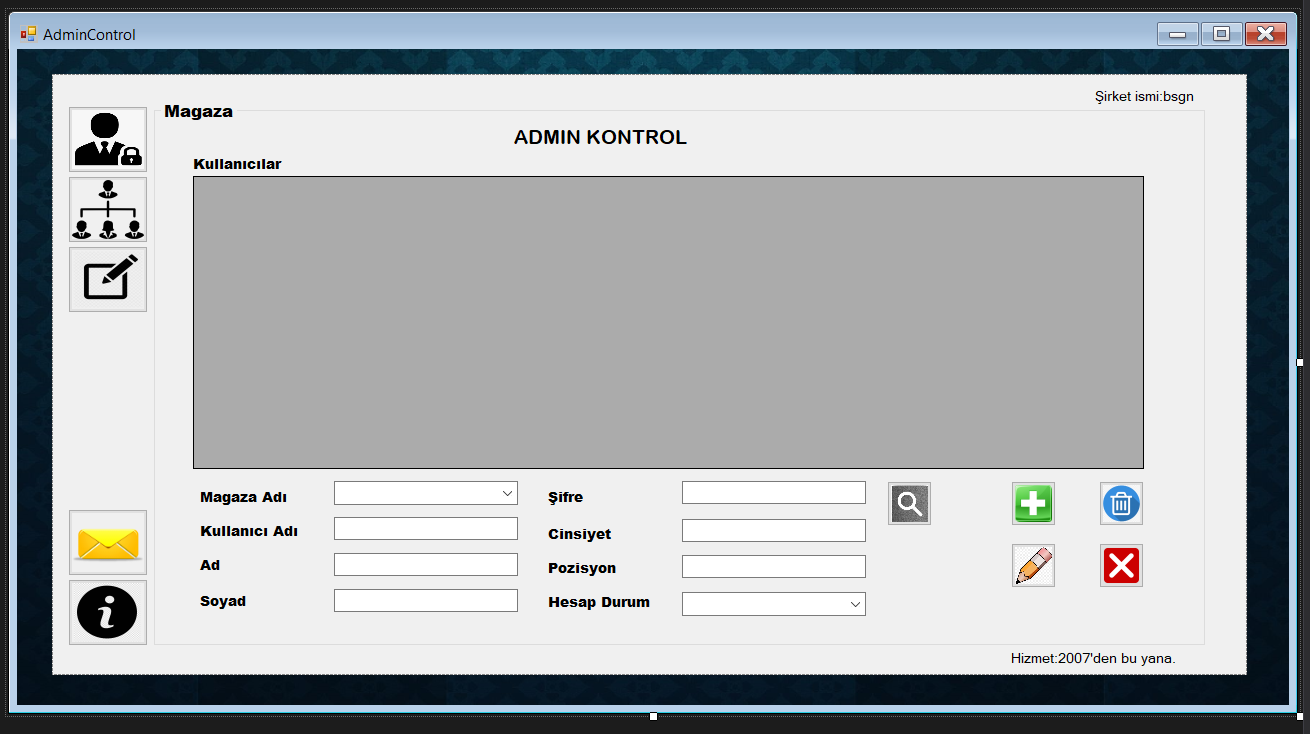 AdminControl
Şirket ismi:bsgn
Magaza
ADMIN KONTROL
Kullanıcılar
Magaza Adı
Şifre
Kullanıcı Adı
Cinsiyet
Ad
Pozisyon
Soyad
Hesap Durum
Hizmet:2007'den bu yana.